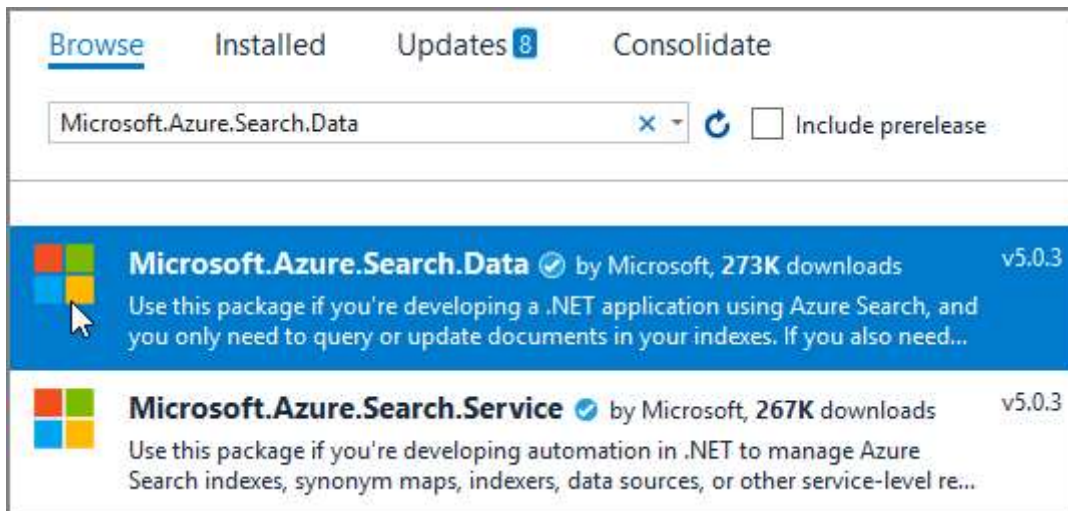 Browse Installed Updates 8 Consolidate
Microsoft.Azure.Search.Data Include prerelease
Microsoft.Azure.Search.Data by Microsoft, 273K downloads v5.0.3
Use this package if you're developing a .NET application using Azure Search, and
you only need to query or update documents in your indexes. If you also need...
Microsoft.Azure.Search.Service by Microsoft, 267K downloads v5.0.3
Use this package if you're developing automation in .NET to manage Azure
Search indexes, synonym maps, indexers, data sources, or other service-level re...